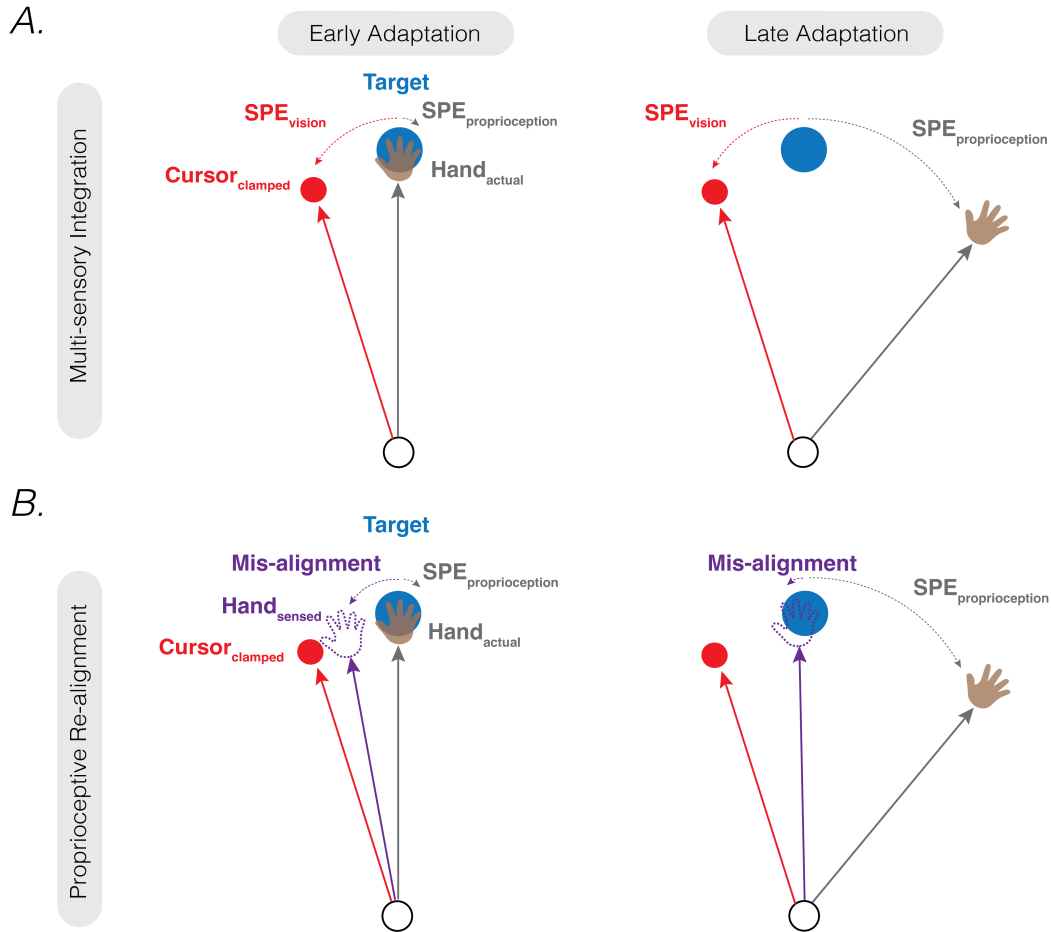 A.
Early Adaptation
Late Adaptation
Multi-sensory Integration
Target
SPEvision
SPEproprioception
Cursorclamped
Handactual
SPEvision
SPEproprioception
B.
Proprioceptive Re-alignment
Target
Mis-alignment
SPEproprioception
Handsensed
Handactual
Cursorclamped
Mis-alignment
SPEproprioception